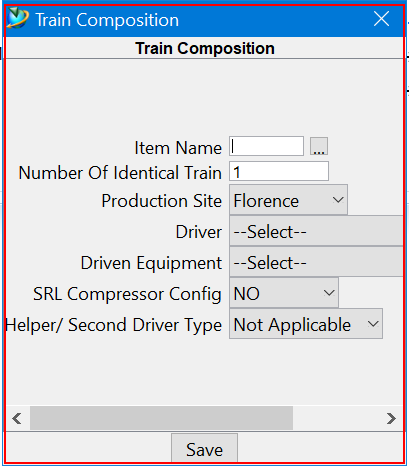 Train Composition
Train Composition
Item Name ...
Number Of Identical Train 1
Production Site Florence
Driver --Select--
Driven Equipment --Select--
SRL Compressor Config NO
Helper/ Second Driver Type Not Applicable
Save